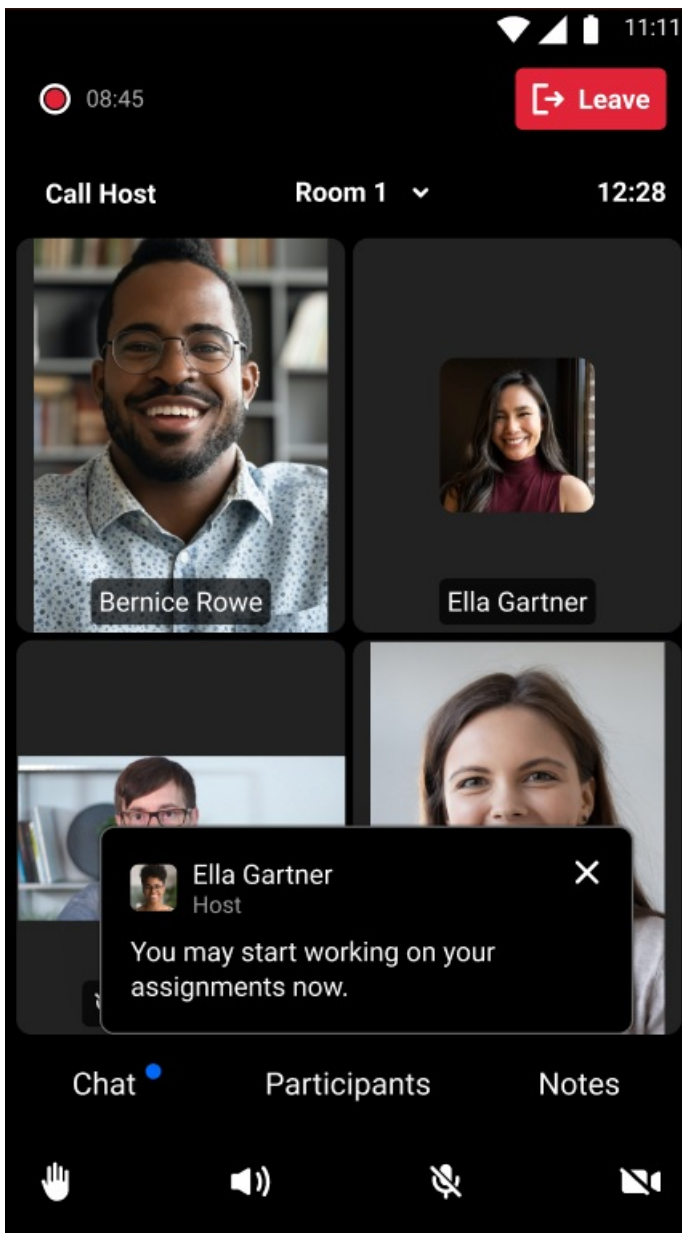 11:11
08:45
Leave
Call Host
Room 1
12:28
Bernice Rowe
Ella Gartner
Ella Gartner
Host
You may start working on your
assignments now.
Chat
Participants
Notes